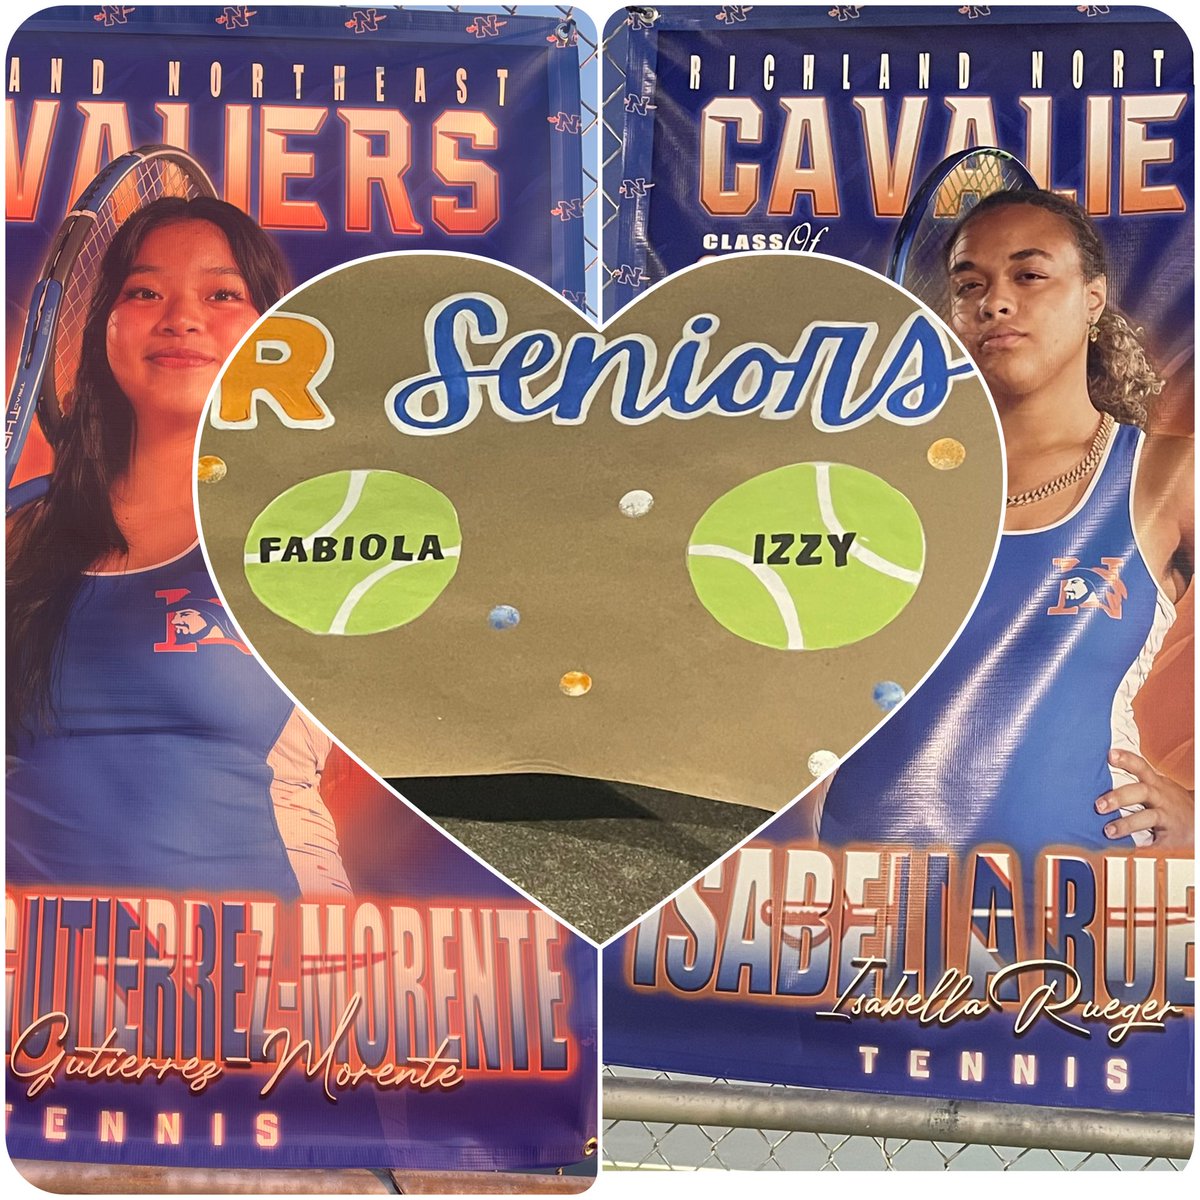 AND NORTHEAST
VALIERS
GUTIERREZ-MORENTE
Gutierrez-Morente
TENNIS
R Seniors
FABIOLA
IZZY
RICHLAND NORT
CAVALIE
CLASS Of
ISABELLA RUE
Isabella Rueger
TENNIS